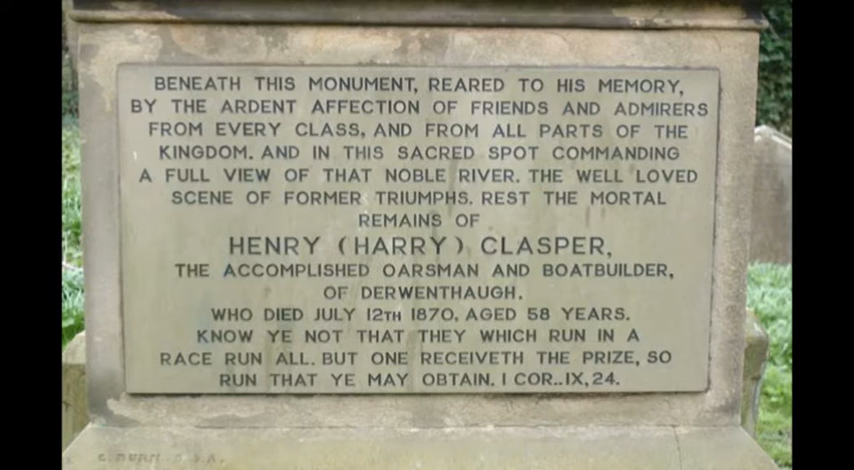 BENEATH THIS MONUMENT, REARED TO HIS MEMORY,
BY THE ARDENT AFFECTION OF FRIENDS AND ADMIRERS
FROM EVERY CLASS, AND FROM ALL PARTS OF THE
KINGDOM. AND IN THIS SACRED SPOT COMMANDING
A FULL VIEW OF THAT NOBLE RIVER. THE WELL LOVED
SCENE OF FORMER TRIUMPHS. REST THE MORTAL
REMAINS OF
HENRY (HARRY) CLASPER,
THE ACCOMPLISHED OARSMAN AND BOATBUILDER,
OF DERWENTHAUGH.
WHO DIED JULY 12TH 1870, AGED 58 YEARS.
KNOW YE NOT THAT THEY WHICH RUN IN A
RACE RUN ALL. BUT ONE RECEIVETH THE PRIZE, SO
RUN THAT YE MAY OBTAIN. I COR..IX,24.